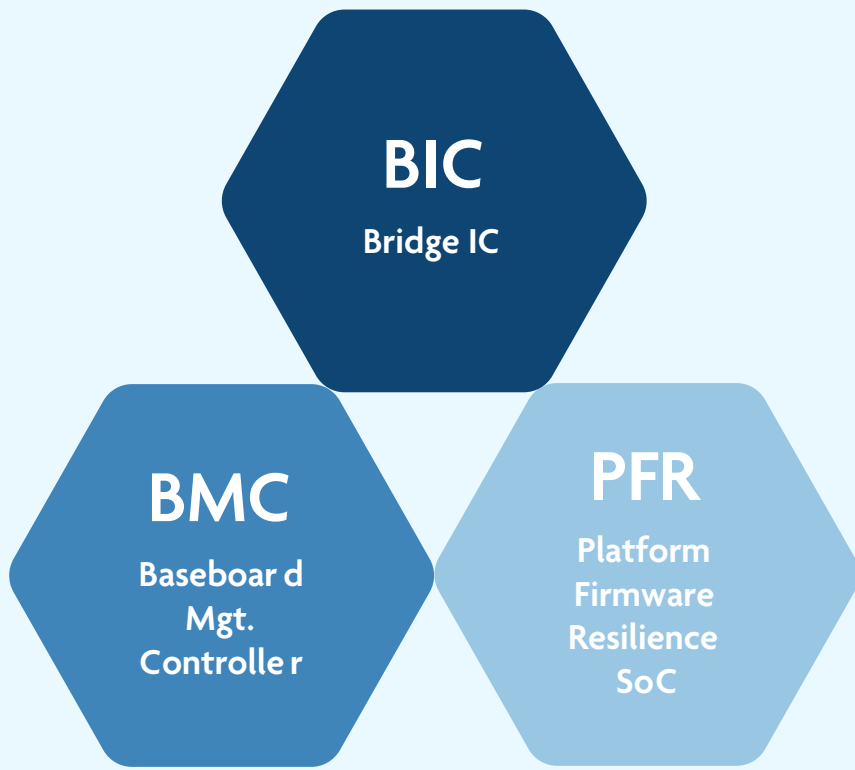 BIC
Bridge IC
BMC
Baseboar d
Mgt.
Controlle r
PFR
Platform
Firmware
Resilience
SoC